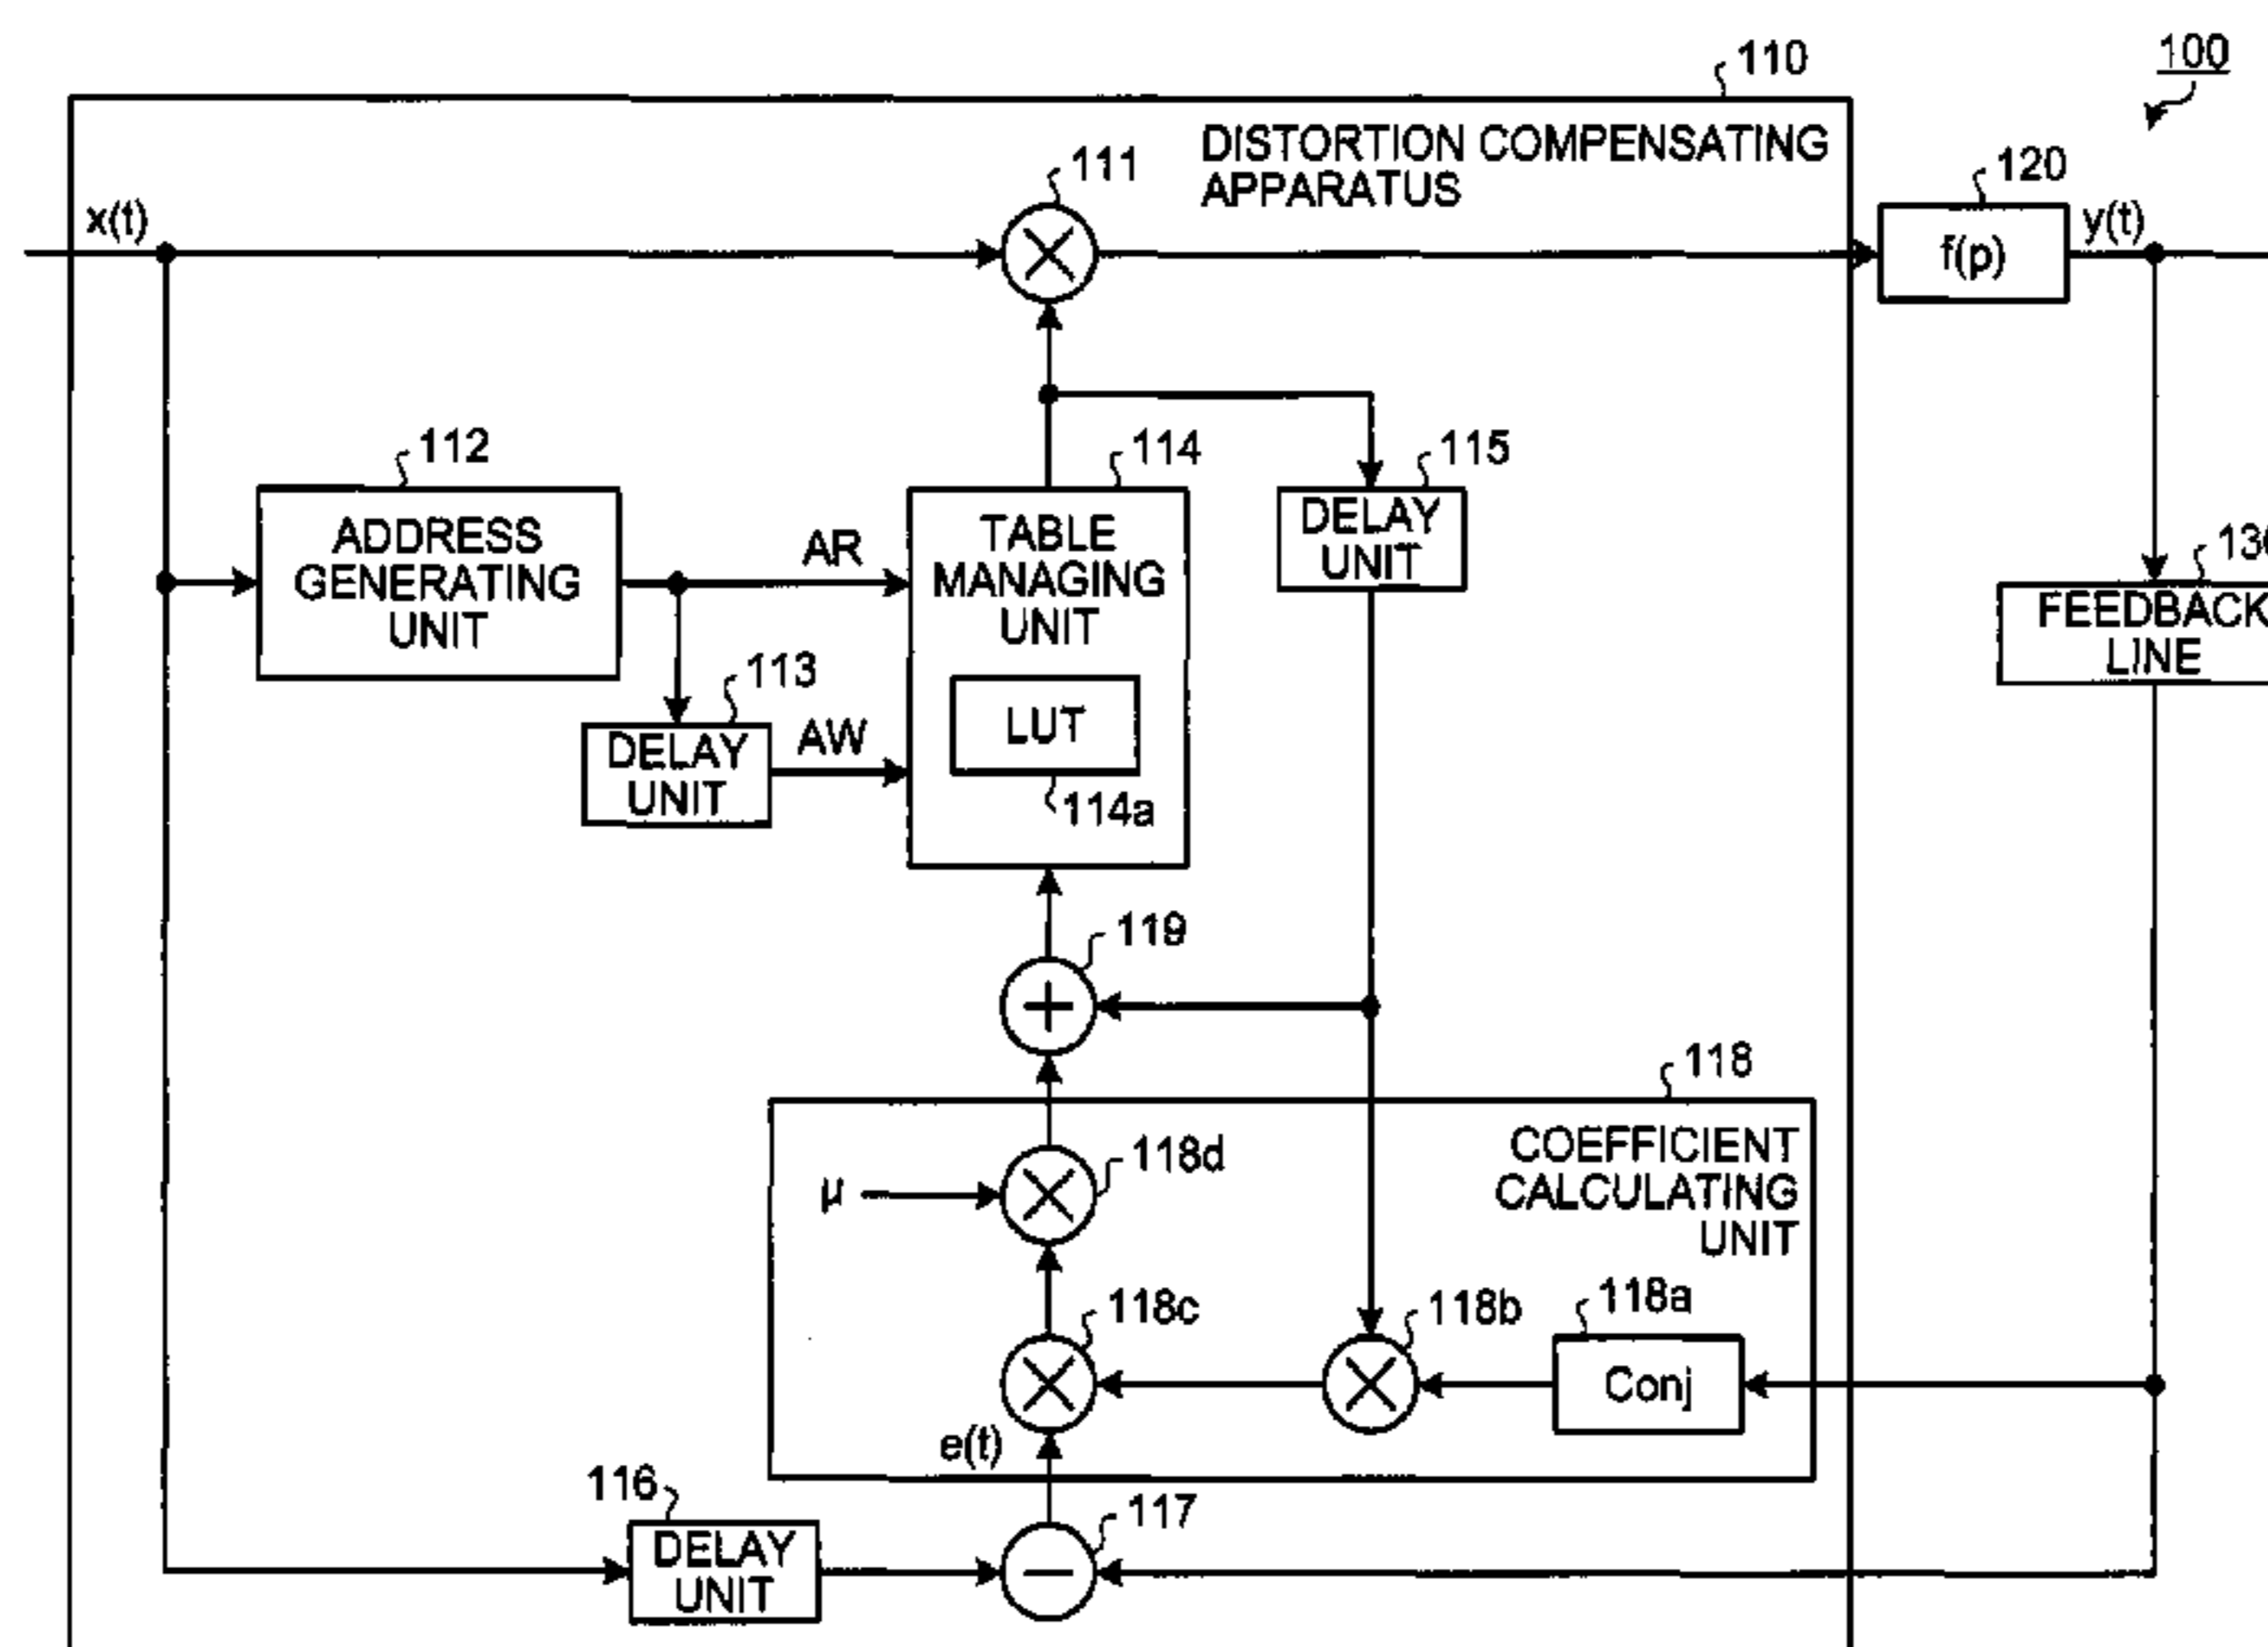 110
100
DISTORTION COMPENSATING
APPARATUS
111
120
x(t)
f(p)
y(t)
112
114
115
ADDRESS
GENERATING
UNIT
AR
TABLE
MANAGING
UNIT
DELAY
UNIT
FEEDBACK
LINE
113
DELAY
UNIT
AW
LUT
114a
119
118
COEFFICIENT
CALCULATING
UNIT
118d
μ
118c
118b
118a
Conj
e(t)
116
DELAY
UNIT
117